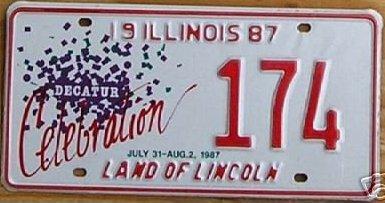 19 ILLINOIS 87
DECATUR
Celebration
174
JULY 31-AUG. 2, 1987
LAND OF LINCOLN